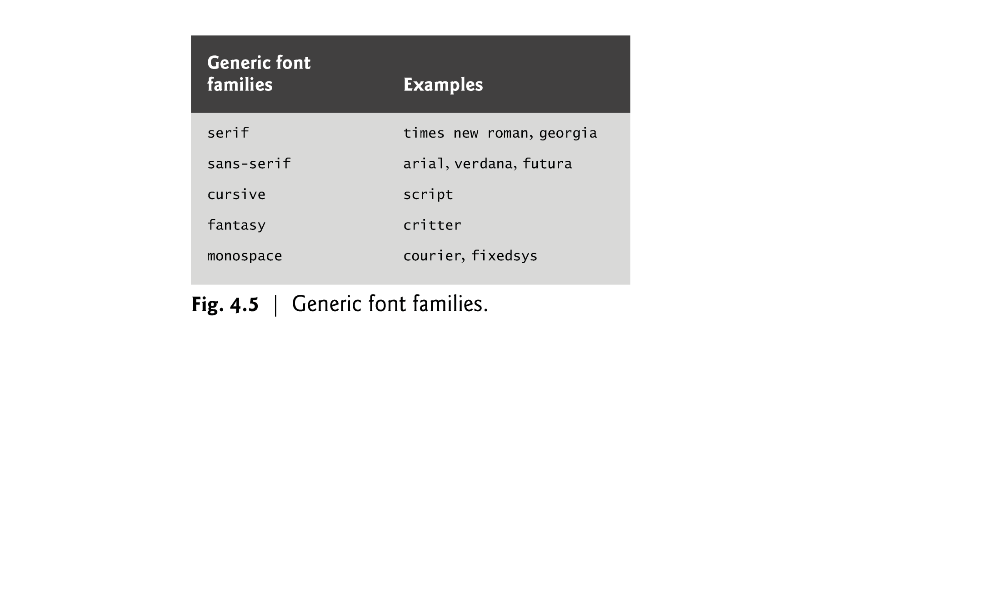 Generic font
families Examples
serif times new roman, georgia
sans-serif arial, verdana, futura
cursive script
fantasy critter
monospace courier, fixedsys
Fig. 4.5 | Generic font families.